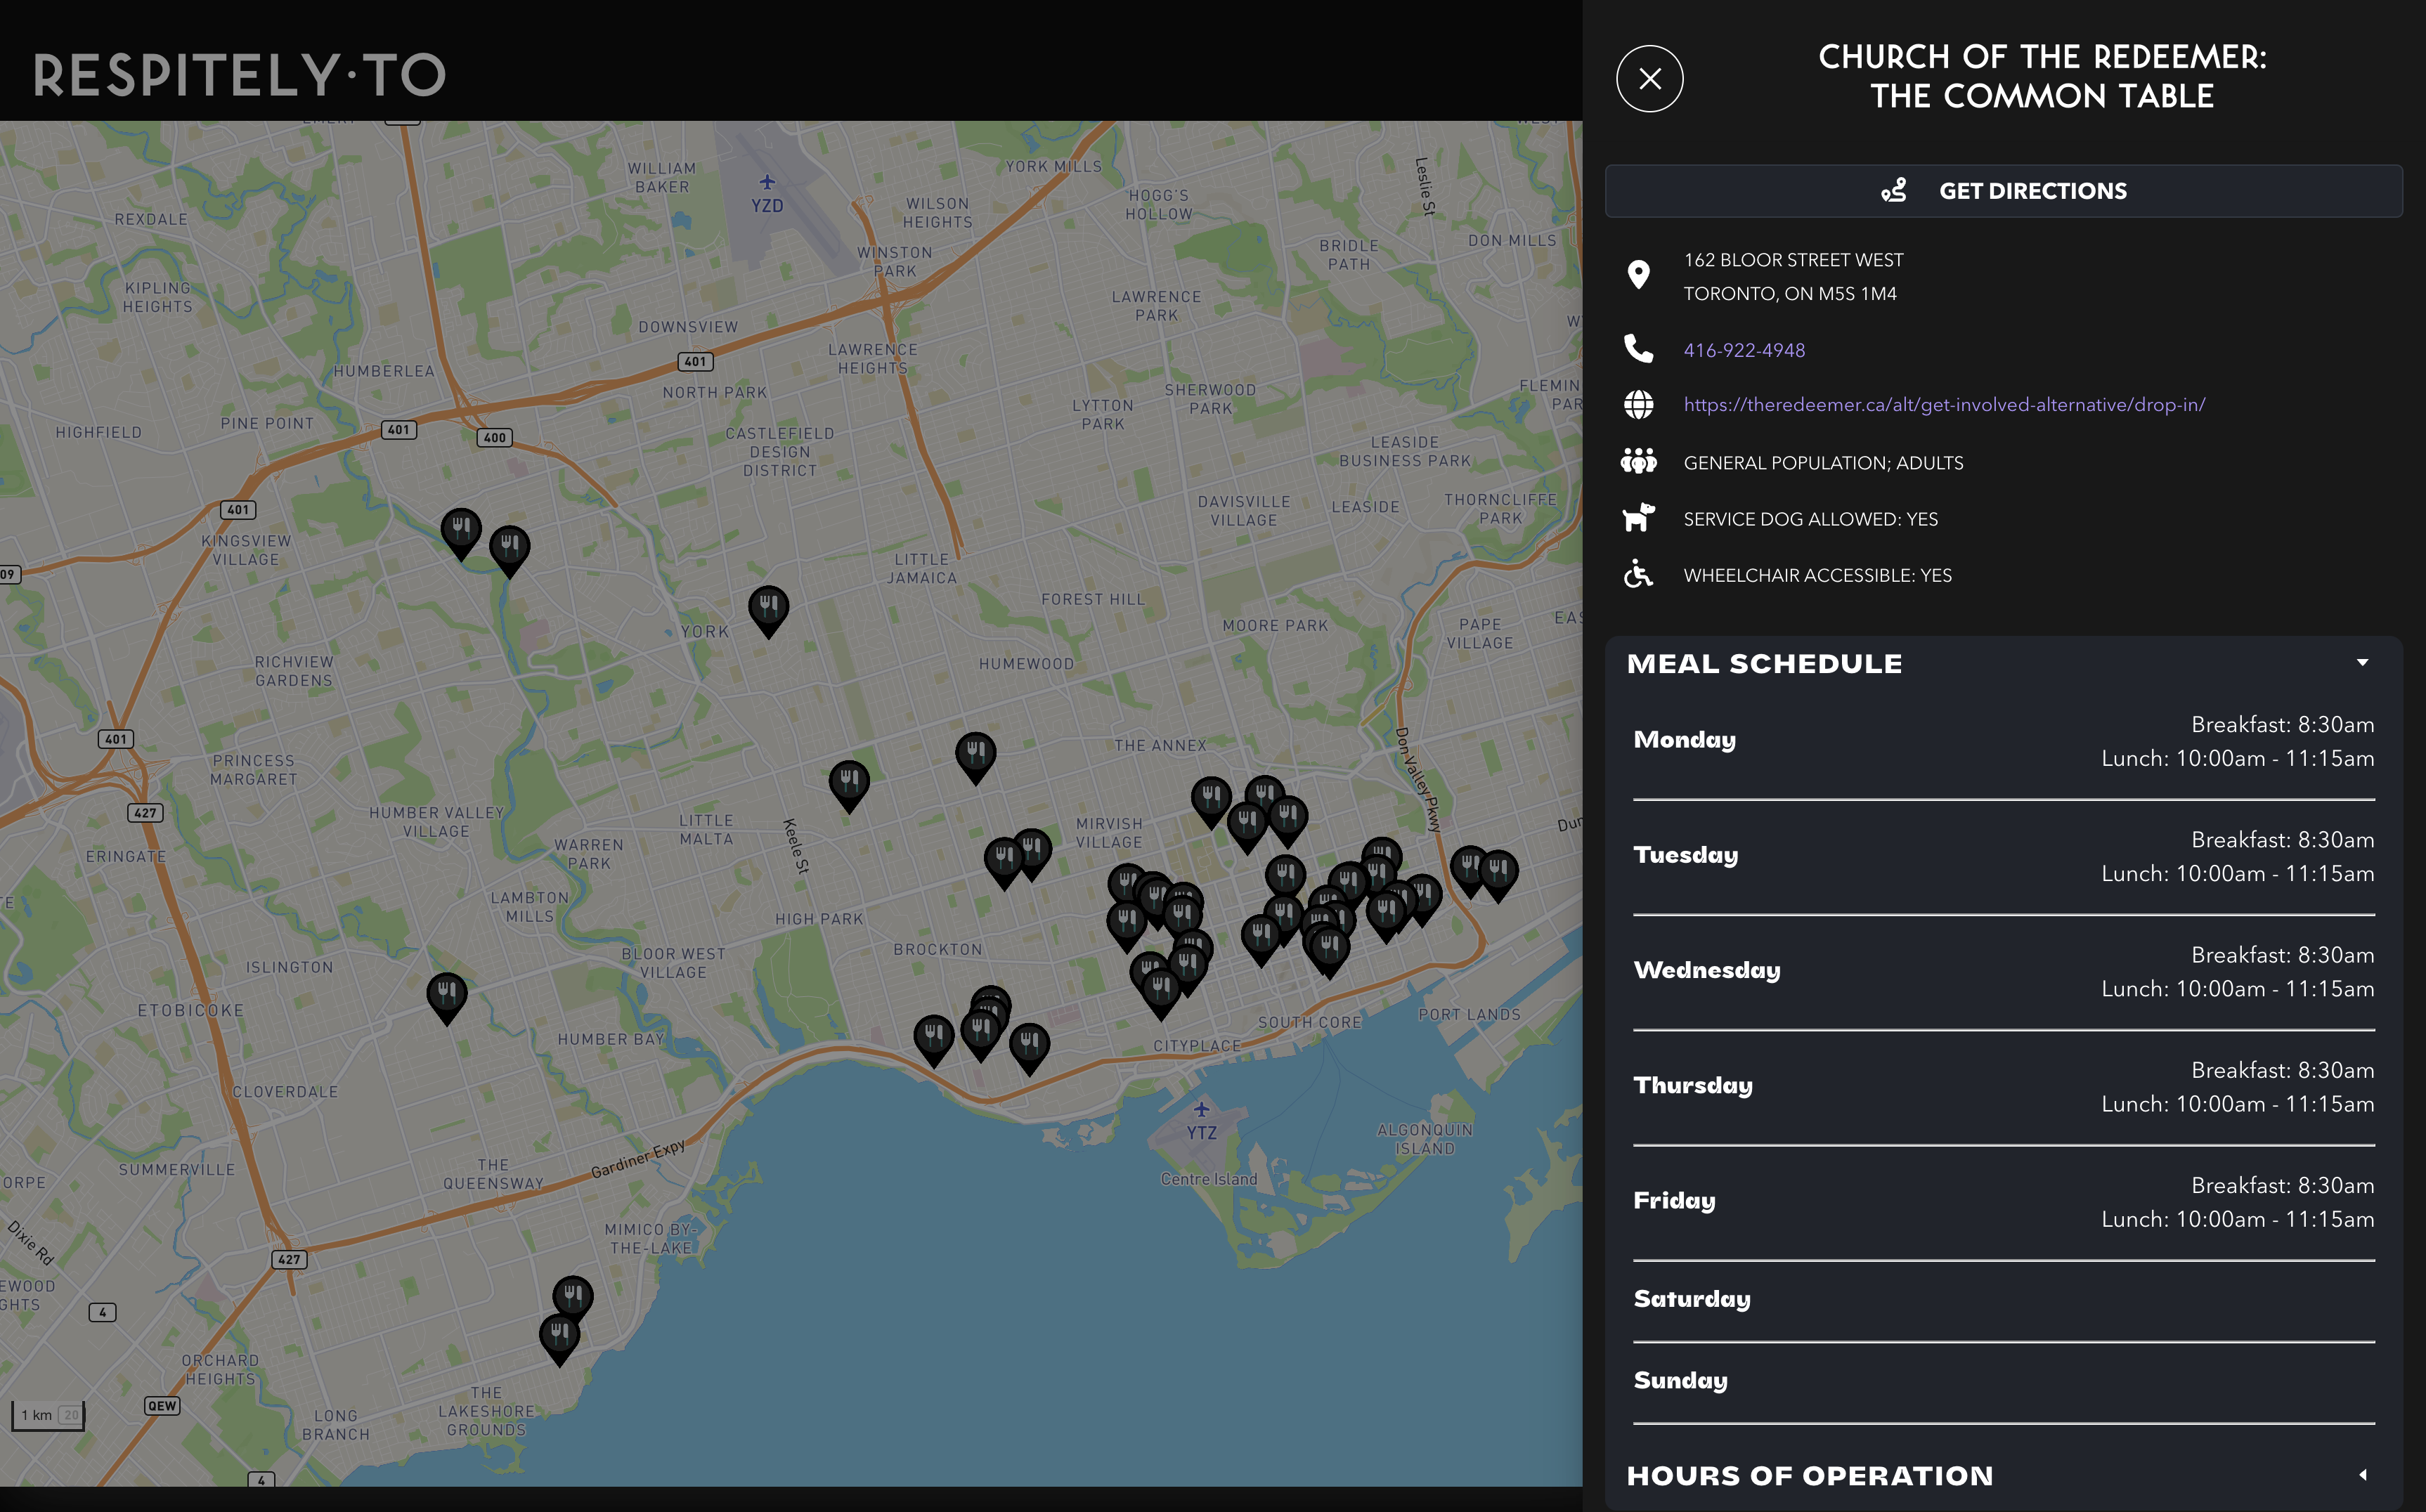 RESPITELY·TO
WILLIAM
BAKER
YZD
YORK MILLS
Leslie St
REXDALE
WILSON
HEIGHTS
HOGG'S
HOLLOW
DON MILLS
WINSTON
PARK
BRIDLE
PATH
KIPLING
HEIGHTS
LAWRENCE
PARK
DOWNSVIEW
401
LAWRENCE
HEIGHTS
HUMBERLEA
NORTH PARK
SHERWOOD
PARK
LYTTON
PARK
HIGHFIELD
PINE POINT
401
400
CASTLEFIELD
DESIGN
DISTRICT
LEASIDE
BUSINESS PARK
401
DAVISVILLE
VILLAGE
LEASIDE
THORNCLIFFE
PARK
KINGSVIEW
VILLAGE
09
LITTLE
JAMAICA
FOREST HILL
YORK
MOORE PARK
PAPE
VILLAGE
RICHVIEW
GARDENS
HUMEWOOD
401
THE ANNEX
Don Valley Pkwy
PRINCESS
MARGARET
427
HUMBER VALLEY
VILLAGE
LITTLE
MALTA
Keele St
MIRVISH
VILLAGE
ERINGATE
WARREN
PARK
LAMBTON
MILLS
HIGH PARK
BROCKTON
ISLINGTON
BLOOR WEST
VILLAGE
ETOBICOKE
HUMBER BAY
SOUTH CORE
PORT LANDS
CITYPLACE
CLOVERDALE
YTZ
ALGONQUIN
ISLAND
SUMMERVILLE
THE
QUEENSWAY
Gardiner Expy
Centre Island
ORPE
Dixie Rd
MIMICO BY-
THE-LAKE
427
EWOOD
GHTS
4
ORCHARD
HEIGHTS
QEW
1 km
20
LONG
BRANCH
THE
LAKESHORE
GROUNDS
4
CHURCH OF THE REDEEMER:
THE COMMON TABLE
GET DIRECTIONS
162 BLOOR STREET WEST
TORONTO, ON M5S 1M4
416-922-4948
https://theredeemer.ca/alt/get-involved-alternative/drop-in/
GENERAL POPULATION; ADULTS
SERVICE DOG ALLOWED: YES
WHEELCHAIR ACCESSIBLE: YES
MEAL SCHEDULE
Monday
Breakfast: 8:30am
Lunch: 10:00am - 11:15am
Tuesday
Breakfast: 8:30am
Lunch: 10:00am - 11:15am
Wednesday
Breakfast: 8:30am
Lunch: 10:00am - 11:15am
Thursday
Breakfast: 8:30am
Lunch: 10:00am - 11:15am
Friday
Breakfast: 8:30am
Lunch: 10:00am - 11:15am
Saturday
Sunday
HOURS OF OPERATION